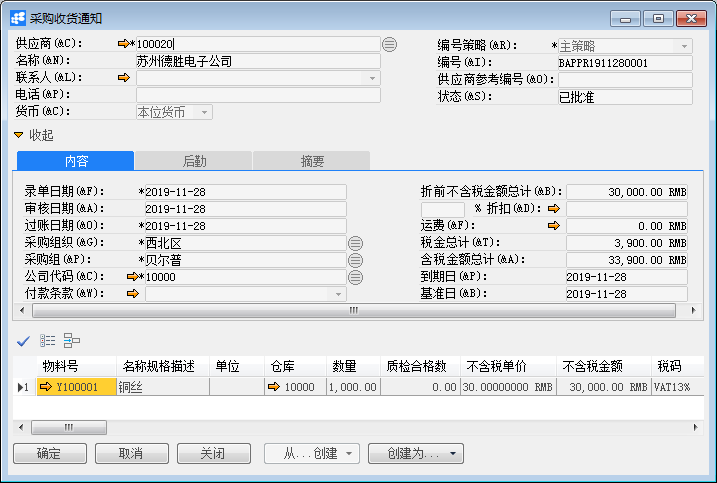 采购收货通知
供应商(&C): *100020
名称(&N): 苏州德胜电子公司
联系人(&L):
电话(&P):
货币(&C): 本位货币
编号策略(&R): *主策略
编号(&I): BAPPR1911280001
供应商参考编号(&O):
状态(&S): 已批准
收起
内容 后勤 摘要
录单日期(&F): *2019-11-28
审核日期(&A): 2019-11-28
过账日期(&O): *2019-11-28
采购组织(&G): *西北区
采购组(&P): *贝尔普
公司代码(&C): *10000
付款条款(&W):
折前不含税金额总计(&B): 30,000.00 RMB
% 折扣(&D):
运费(&F): 0.00 RMB
税金总计(&T): 3,900.00 RMB
含税金额总计(&A): 33,900.00 RMB
到期日(&P): 2019-11-28
基准日(&B): 2019-11-28
物料号 名称规格描述 单位 仓库 数量 质检合格数 不含税单价 不含税金额 税码
1 Y100001 铜丝 10000 1,000.00 0.00 30.00000000 RMB 30,000.00 RMB VAT13%
确定 取消 关闭 从...创建 创建为...